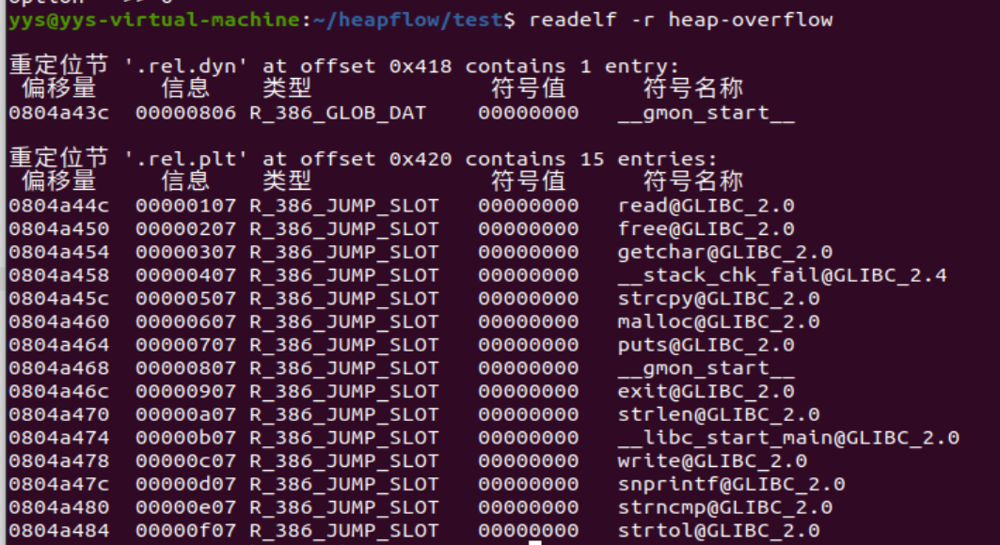 yys@yys-virtual-machine:~/heapflow/test$ readelf -r heap-overflow
重定位节 '.rel.dyn' at offset 0x418 contains 1 entry:
偏移量 信息 类型 符号值 符号名称
0804a43c 00000806 R_386_GLOB_DAT 00000000 __gmon_start__
重定位节 '.rel.plt' at offset 0x420 contains 15 entries:
偏移量 信息 类型 符号值 符号名称
0804a44c 00000107 R_386_JUMP_SLOT 00000000 read@GLIBC_2.0
0804a450 00000207 R_386_JUMP_SLOT 00000000 free@GLIBC_2.0
0804a454 00000307 R_386_JUMP_SLOT 00000000 getchar@GLIBC_2.0
0804a458 00000407 R_386_JUMP_SLOT 00000000 __stack_chk_fail@GLIBC_2.4
0804a45c 00000507 R_386_JUMP_SLOT 00000000 strcpy@GLIBC_2.0
0804a460 00000607 R_386_JUMP_SLOT 00000000 malloc@GLIBC_2.0
0804a464 00000707 R_386_JUMP_SLOT 00000000 puts@GLIBC_2.0
0804a468 00000807 R_386_JUMP_SLOT 00000000 __gmon_start__
0804a46c 00000907 R_386_JUMP_SLOT 00000000 exit@GLIBC_2.0
0804a470 00000a07 R_386_JUMP_SLOT 00000000 strlen@GLIBC_2.0
0804a474 00000b07 R_386_JUMP_SLOT 00000000 __libc_start_main@GLIBC_2.0
0804a478 00000c07 R_386_JUMP_SLOT 00000000 write@GLIBC_2.0
0804a47c 00000d07 R_386_JUMP_SLOT 00000000 snprintf@GLIBC_2.0
0804a480 00000e07 R_386_JUMP_SLOT 00000000 strncmp@GLIBC_2.0
0804a484 00000f07 R_386_JUMP_SLOT 00000000 strtol@GLIBC_2.0